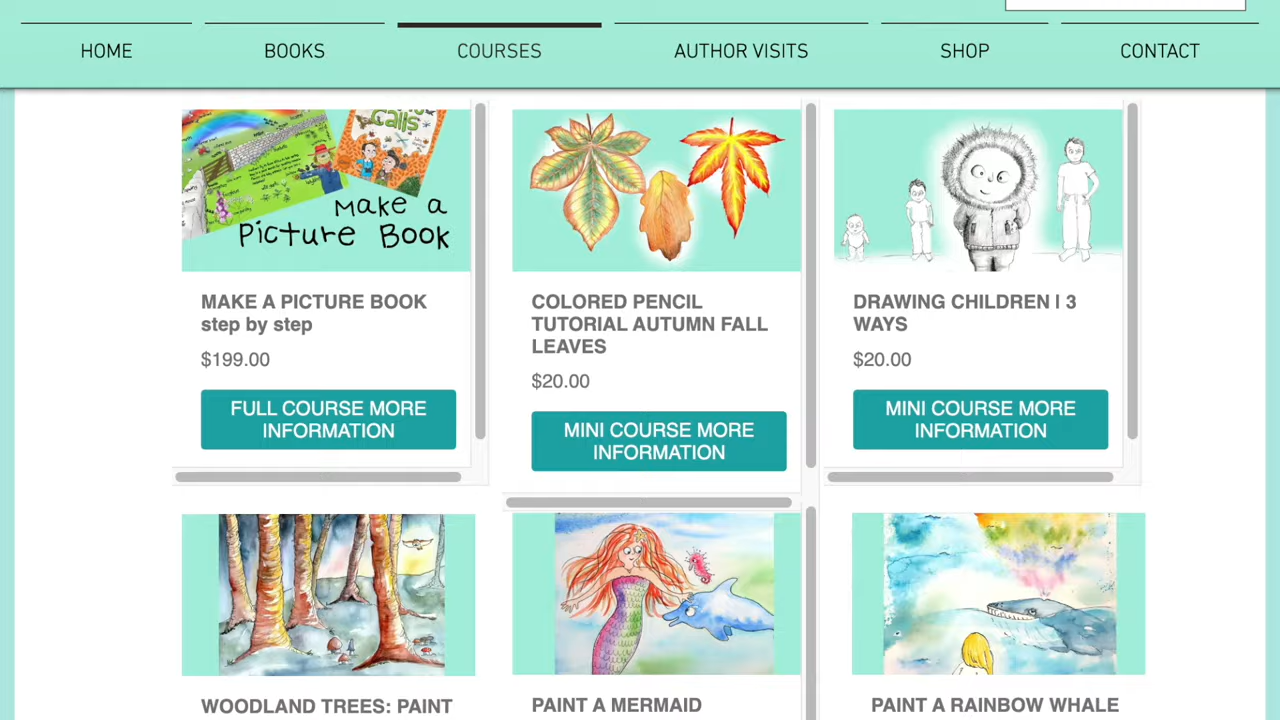 HOME BOOKS COURSES AUTHOR VISITS SHOP CONTACT
Calls
Make a
Picture Book
MAKE A PICTURE BOOK
step by step
$199.00
FULL COURSE MORE
INFORMATION
COLORED PENCIL
TUTORIAL AUTUMN FALL
LEAVES
$20.00
MINI COURSE MORE
INFORMATION
DRAWING CHILDREN | 3
WAYS
$20.00
MINI COURSE MORE
INFORMATION
WOODLAND TREES: PAINT
PAINT A MERMAID
PAINT A RAINBOW WHALE